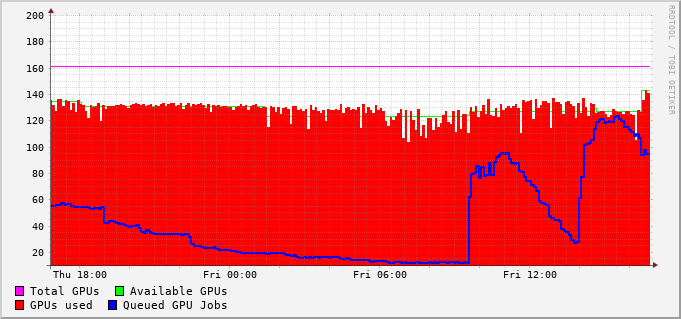 200
180
160
140
120
100
80
60
40
20
Thu 18:00 Fri 00:00 Fri 06:00 Fri 12:00
Total GPUs Available GPUs
GPUs used Queued GPU Jobs
RRDTOOL / TOBI OETIKER